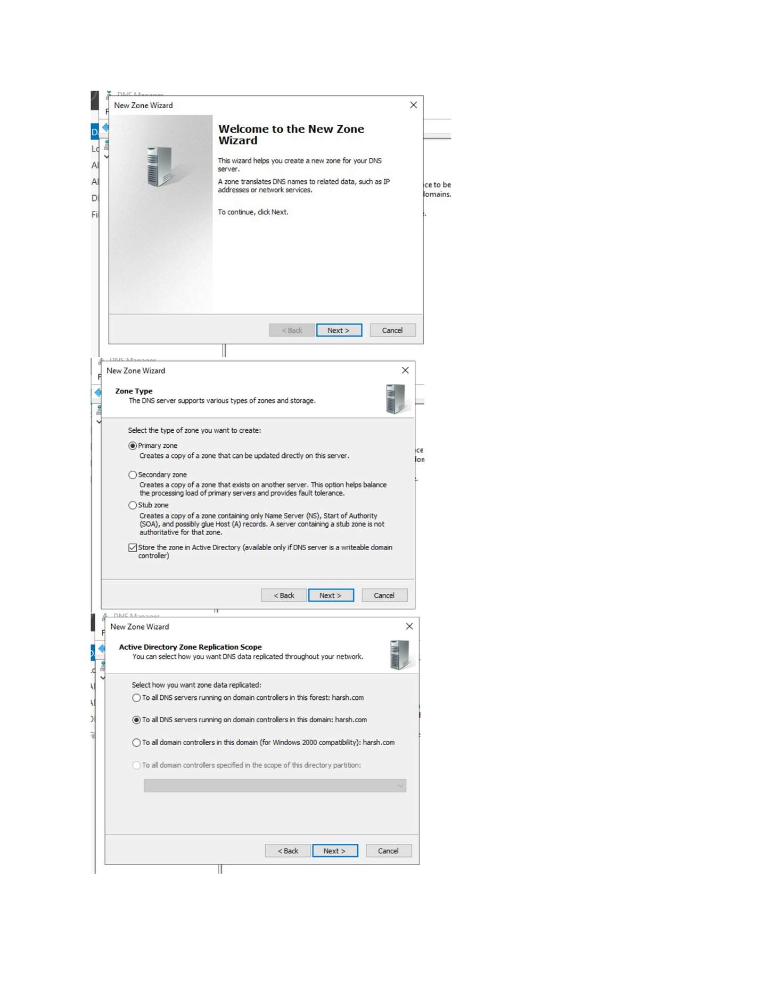 DNS Manager
New Zone Wizard
F
Welcome to the New Zone
Wizard
This wizard helps you create a new zone for your DNS
server.
A zone translates DNS names to related data, such as IP
addresses or network services.
To continue, click Next.
ce to be
omains.
< Back
Next >
Cancel
New Zone Wizard
F
Zone Type
The DNS server supports various types of zones and storage.
Select the type of zone you want to create:
Primary zone
Creates a copy of a zone that can be updated directly on this server.
Secondary zone
Creates a copy of a zone that exists on another server. This option helps balance
the processing load of primary servers and provides fault tolerance.
Stub zone
Creates a copy of a zone containing only Name Server (NS), Start of Authority
(SOA), and possibly glue Host (A) records. A server containing a stub zone is not
authoritative for that zone.
Store the zone in Active Directory (available only if DNS server is a writeable domain
controller)
< Back
Next >
Cancel
DNS Manager
New Zone Wizard
F
Active Directory Zone Replication Scope
You can select how you want DNS data replicated throughout your network.
Select how you want zone data replicated:
To all DNS servers running on domain controllers in this forest: harsh.com
To all DNS servers running on domain controllers in this domain: harsh.com
To all domain controllers in this domain (for Windows 2000 compatibility): harsh.com
To all domain controllers specified in the scope of this directory partition:
< Back
Next >
Cancel